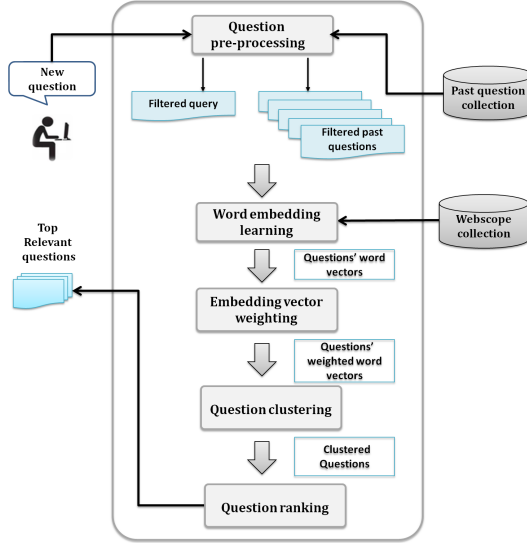 Question
pre-processing
New
question
Past question
collection
Filtered query
Filtered past
questions
Word embedding
learning
Webscope
collection
Top
Relevant
questions
Questions' word
vectors
Embedding vector
weighting
Questions'
weighted word
vectors
Question clustering
Clustered
Questions
Question ranking